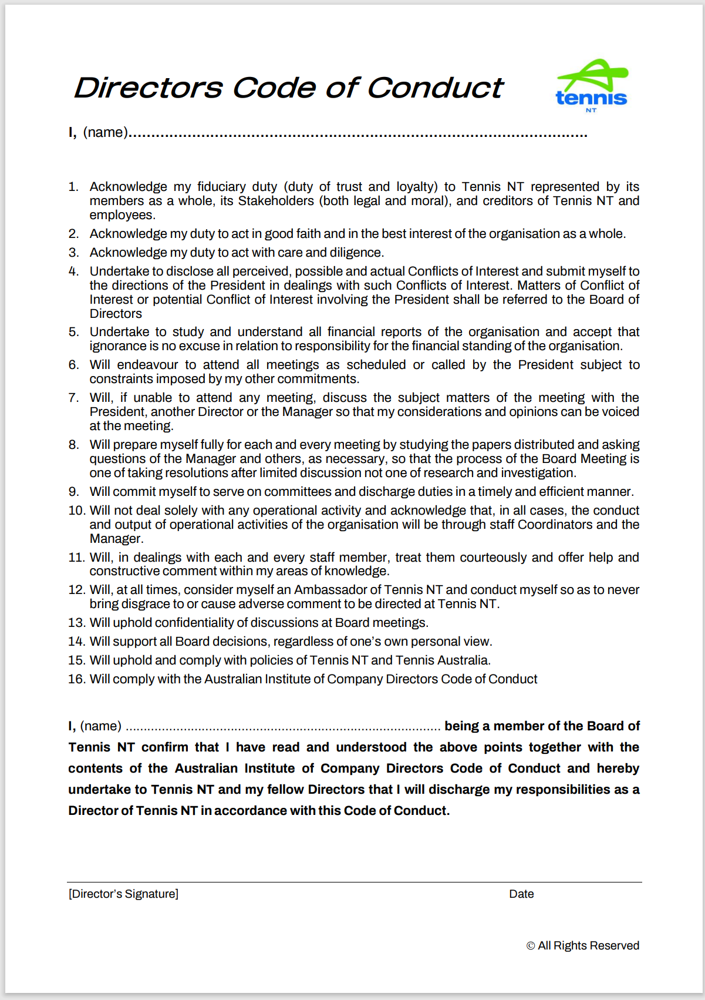 Directors Code of Conduct
tennis
NT
I, (name)....................................................................................................
1. Acknowledge my fiduciary duty (duty of trust and loyalty) to Tennis NT represented by its
members as a whole, its Stakeholders (both legal and moral), and creditors of Tennis NT and
employees.
2. Acknowledge my duty to act in good faith and in the best interest of the organisation as a whole.
3. Acknowledge my duty to act with care and diligence.
4. Undertake to disclose all perceived, possible and actual Conflicts of Interest and submit myself to
the directions of the President in dealings with such Conflicts of Interest. Matters of Conflict of
Interest or potential Conflict of Interest involving the President shall be referred to the Board of
Directors
5. Undertake to study and understand all financial reports of the organisation and accept that
ignorance is no excuse in relation to responsibility for the financial standing of the organisation.
6. Will endeavour to attend all meetings as scheduled or called by the President subject to
constraints imposed by my other commitments.
7. Will, if unable to attend any meeting, discuss the subject matters of the meeting with the
President, another Director or the Manager so that my considerations and opinions can be voiced
at the meeting.
8. Will prepare myself fully for each and every meeting by studying the papers distributed and asking
questions of the Manager and others, as necessary, so that the process of the Board Meeting is
one of taking resolutions after limited discussion not one of research and investigation.
9. Will commit myself to serve on committees and discharge duties in a timely and efficient manner.
10. Will not deal solely with any operational activity and acknowledge that, in all cases, the conduct
and output of operational activities of the organisation will be through staff Coordinators and the
Manager.
11. Will, in dealings with each and every staff member, treat them courteously and offer help and
constructive comment within my areas of knowledge.
12. Will, at all times, consider myself an Ambassador of Tennis NT and conduct myself so as to never
bring disgrace to or cause adverse comment to be directed at Tennis NT.
13. Will uphold confidentiality of discussions at Board meetings.
14. Will support all Board decisions, regardless of one’s own personal view.
15. Will uphold and comply with policies of Tennis NT and Tennis Australia.
16. Will comply with the Australian Institute of Company Directors Code of Conduct
I, (name) ............................................................................................ being a member of the Board of
Tennis NT confirm that I have read and understood the above points together with the
contents of the Australian Institute of Company Directors Code of Conduct and hereby
undertake to Tennis NT and my fellow Directors that I will discharge my responsibilities as a
Director of Tennis NT in accordance with this Code of Conduct.
[Director’s Signature] Date
© All Rights Reserved